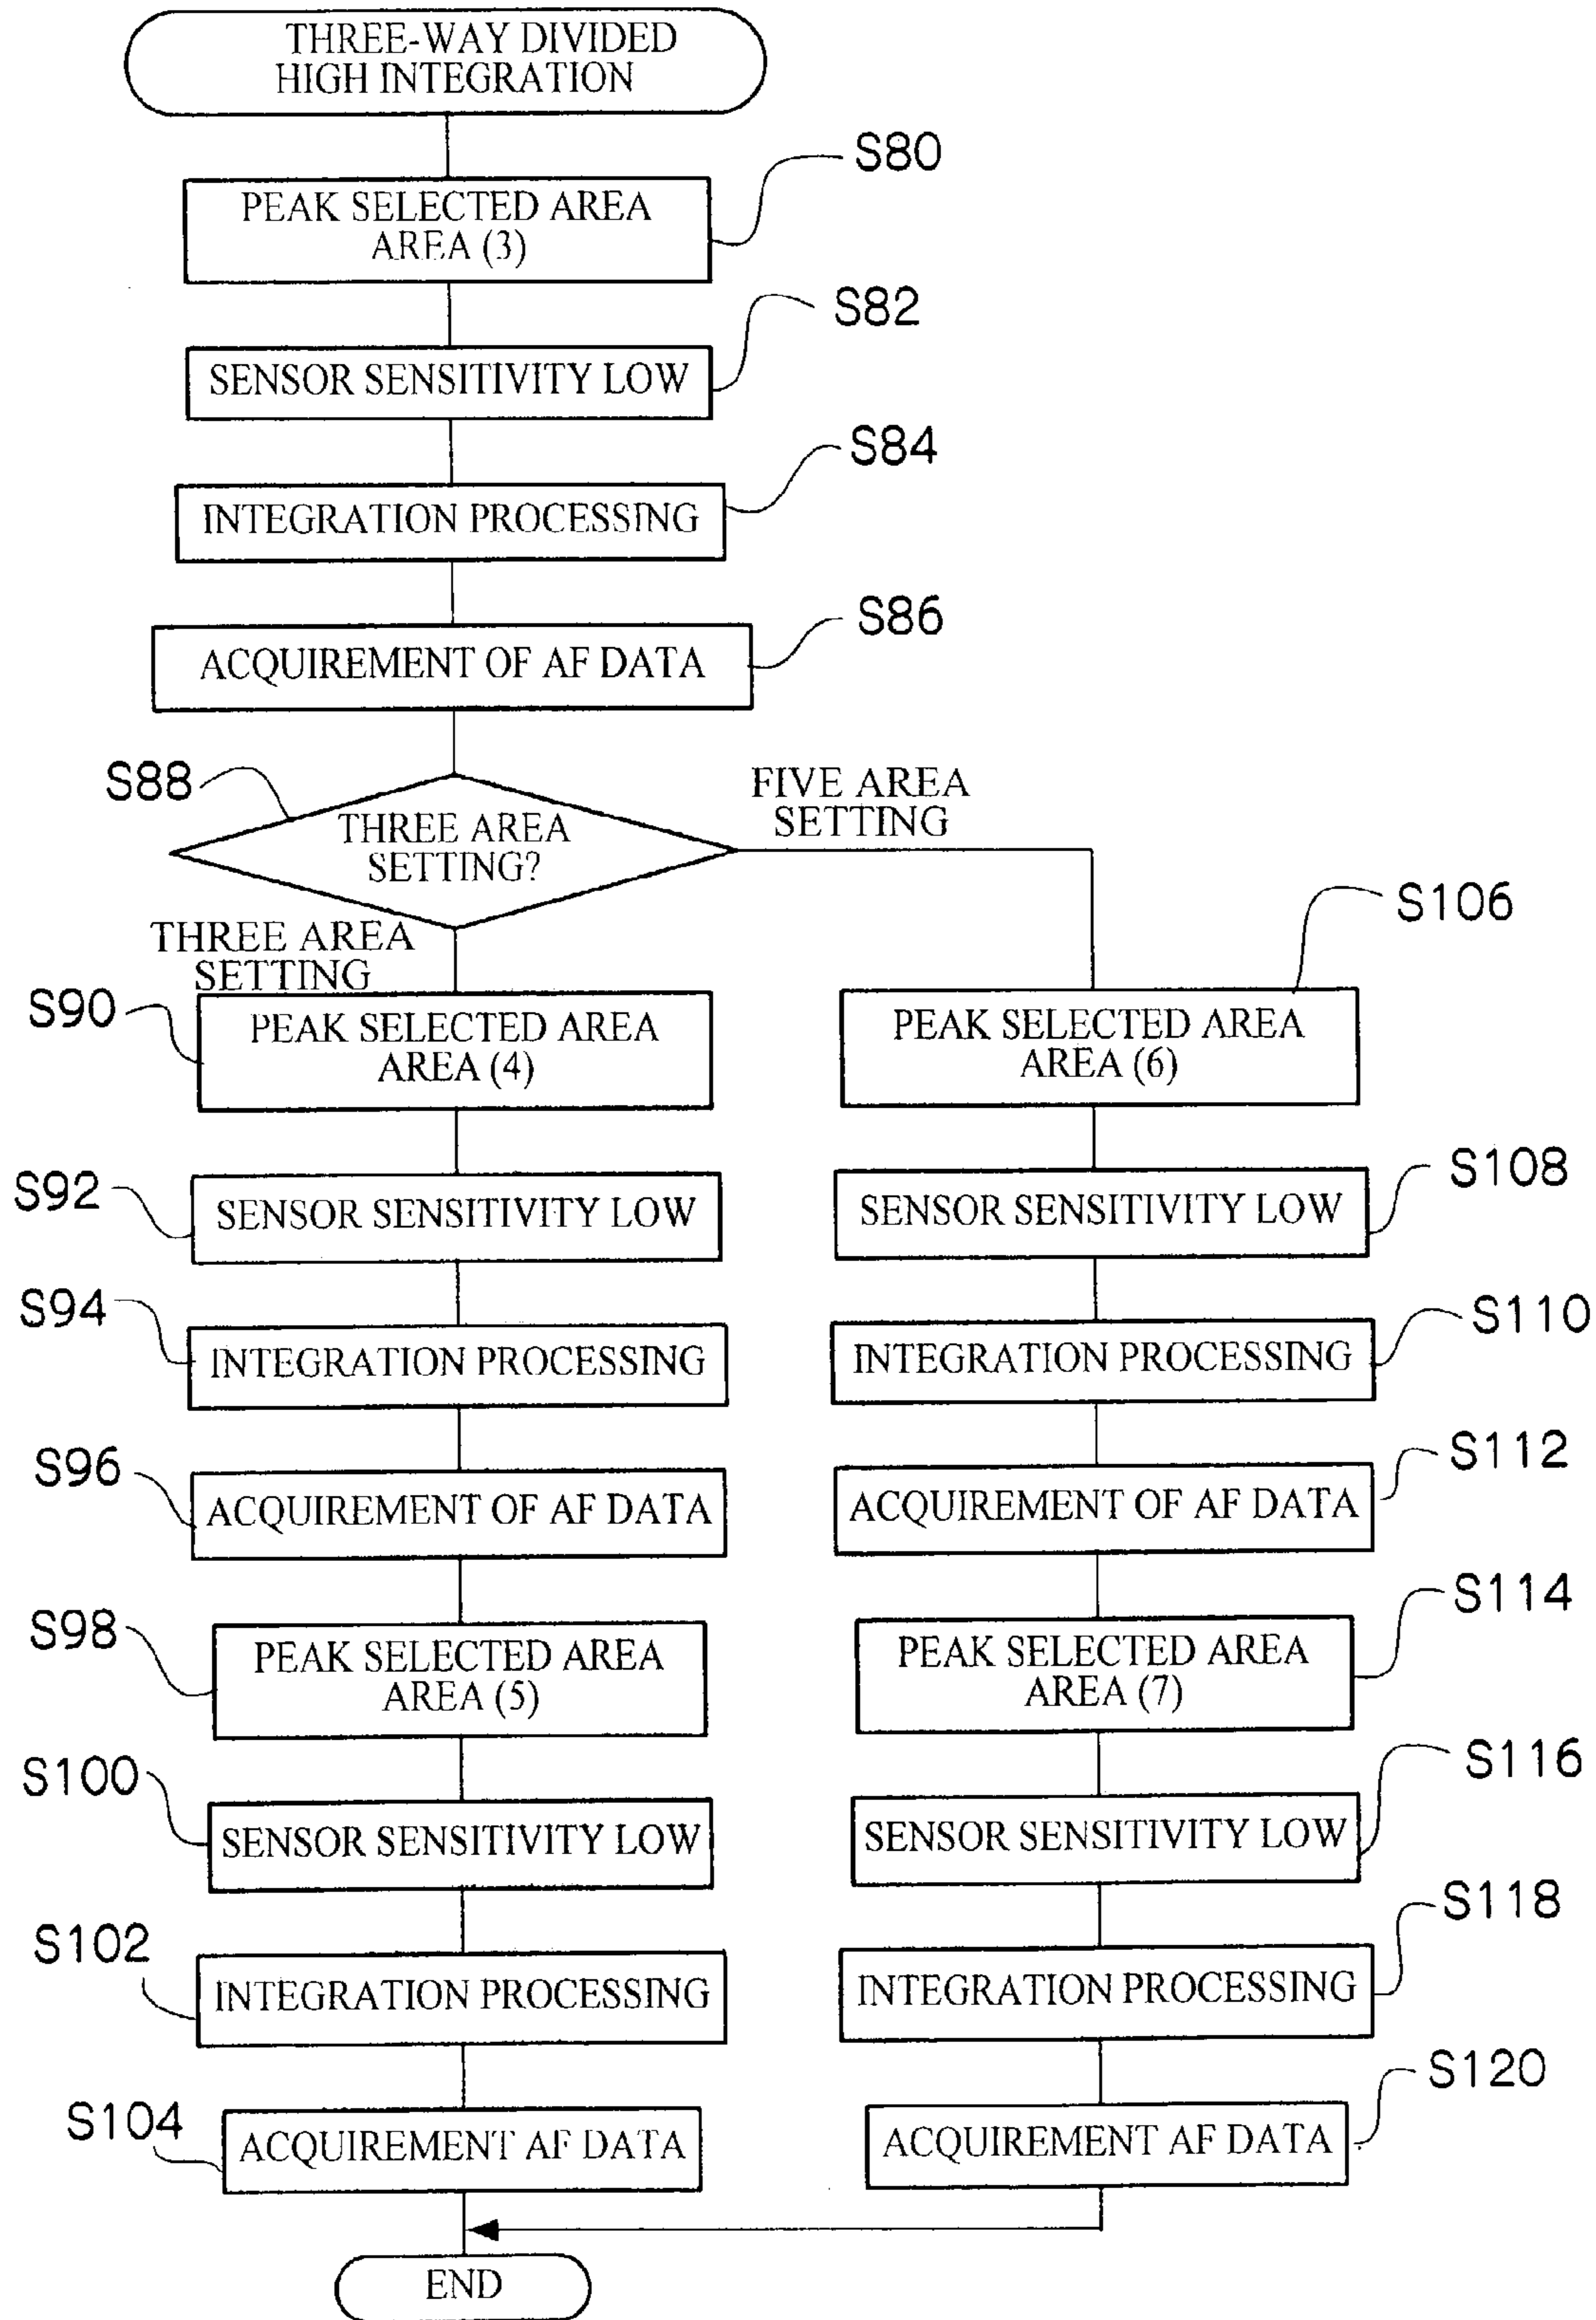 THREE-WAY DIVIDED
HIGH INTEGRATION
S80
PEAK SELECTED AREA
AREA (3)
S82
SENSOR SENSITIVITY LOW
S84
INTEGRATION PROCESSING
S86
ACQUIREMENT OF AF DATA
S88
THREE AREA
SETTING?
FIVE AREA
SETTING
THREE AREA
SETTING
S90
PEAK SELECTED AREA
AREA (4)
S92
SENSOR SENSITIVITY LOW
S94
INTEGRATION PROCESSING
S96
ACQUIREMENT OF AF DATA
S98
PEAK SELECTED AREA
AREA (5)
S100
SENSOR SENSITIVITY LOW
S102
INTEGRATION PROCESSING
S104
ACQUIREMENT AF DATA
S106
PEAK SELECTED AREA
AREA (6)
S108
SENSOR SENSITIVITY LOW
S110
INTEGRATION PROCESSING
S112
ACQUIREMENT OF AF DATA
S114
PEAK SELECTED AREA
AREA (7)
S116
SENSOR SENSITIVITY LOW
S118
INTEGRATION PROCESSING
S120
ACQUIREMENT AF DATA
END